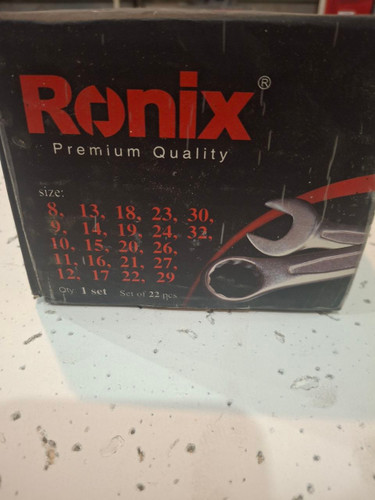 Ronix®
Premium Quality
size:
8, 13, 18, 23, 30,
9, 14, 19, 24, 32,
10, 15, 20, 26,
11, 16, 21, 27,
12, 17 22, 29
Qty 1 set Set of 22 pcs